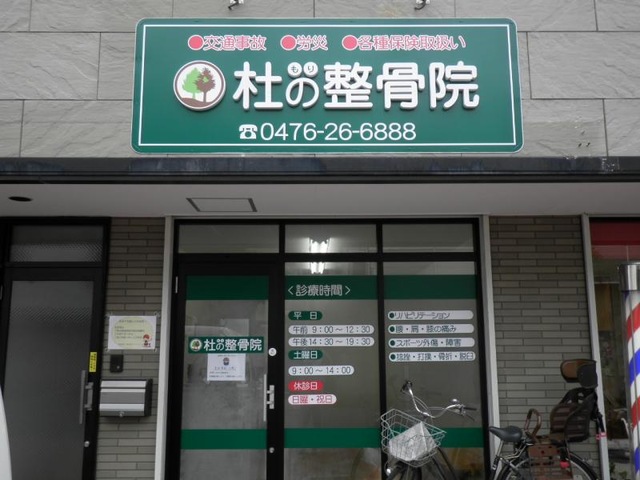 ●交通事故 ●労災 ●各種保険取扱い
もり
杜の整骨院
☎0476-26-6888
〈診療時間〉
平日
午前 9:00〜12:30
午後14:30〜19:30
土曜日
9:00〜14:00
休診日
日曜・祝日
●リハビリテーション
●腰・肩・膝の痛み
●スポーツ外傷・障害
●捻挫・打撲・骨折・脱臼
杜の整骨院